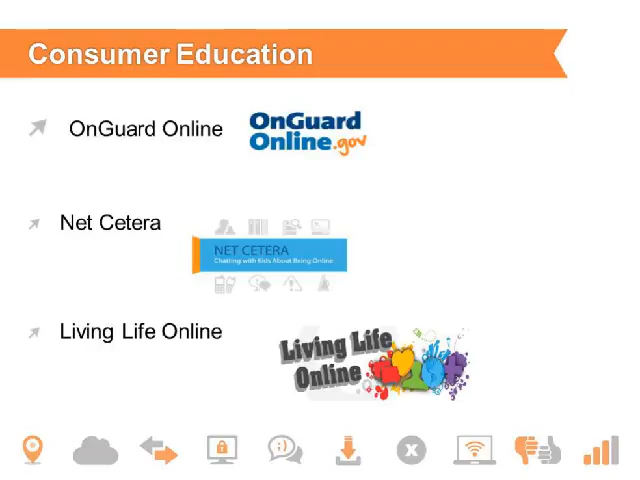 Consumer Education
OnGuard Online
OnGuard
Online.gov
Net Cetera
NET CETERA
Chatting with Kids About Being Online
Living Life Online
Living Life
Online